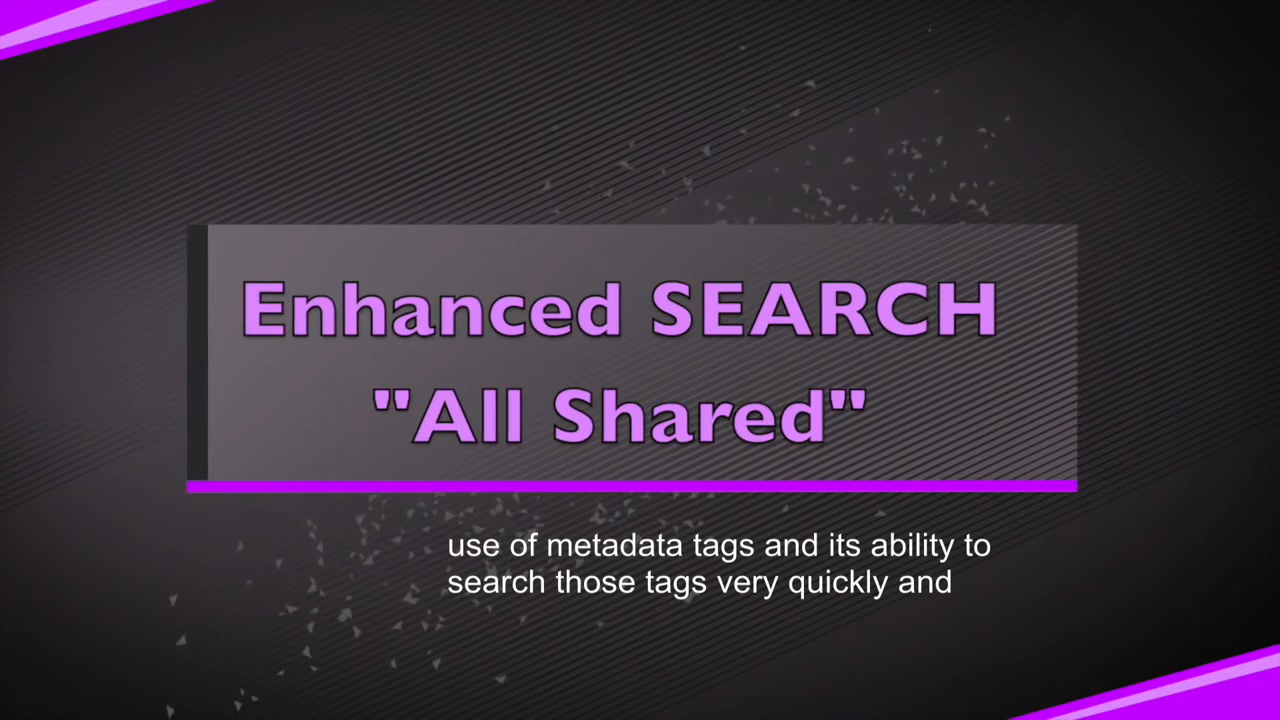 Enhanced SEARCH
"All Shared"
use of metadata tags and its ability to
search those tags very quickly and